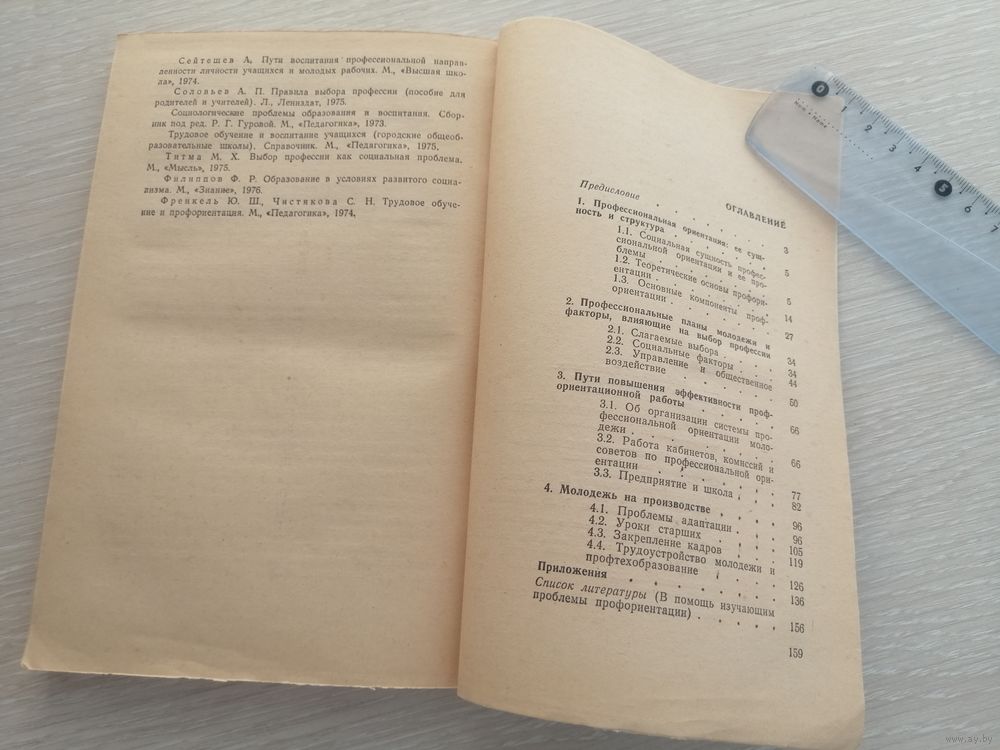 Сейтешев А. Пути воспитания профессиональной направ-
ленности личности учащихся и молодых рабочих. М., «Высшая шко-
ла», 1974.
Соловьев А. П. Правила выбора профессии (пособие для
родителей и учителей). Л., Лениздат, 1975.
Социологические проблемы образования и воспитания. Сбор-
ник под ред. Р. Г. Гуровой. М., «Педагогика», 1973.
Трудовое обучение и воспитание учащихся (городские общеоб-
разовательные школы). Справочник. М., «Педагогика», 1975.
Титма М. Х. Выбор профессии как социальная проблема.
М., «Мысль», 1975.
Филиппов Ф. Р. Образование в условиях развитого социа-
лизма. М., «Знание», 1976.
Френкель Ю. Ш., Чистякова С. Н. Трудовое обуче-
ние и профориентация. М., «Педагогика», 1974.
ОГЛАВЛЕНИЕ
Предисловие . . . . . . . 3
1. Профессиональная ориентация: ее сущ-
ность и структура . . . . . . 5
1.1. Социальная сущность профес-
сиональной ориентации и ее про-
блемы . . . . . . 5
1.2. Теоретические основы профори-
ентации . . . . . . 14
1.3. Основные компоненты проф-
ориентации . . . . . . 27
2. Профессиональные планы молодежи и
факторы, влияющие на выбор профессии 34
2.1. Слагаемые выбора . . . . 34
2.2. Социальные факторы . . . . 44
2.3. Управление и общественное
воздействие . . . . . . 50
3. Пути повышения эффективности проф-
ориентационной работы . . . . . 66
3.1. Об организации системы про-
фессиональной ориентации моло-
дежи . . . . . . . 66
3.2. Работа кабинетов, комиссий и
советов по профессиональной ори-
ентации . . . . . . 77
3.3. Предприятие и школа . . . 82
4. Молодежь на производстве . . . . 96
4.1. Проблемы адаптации . . . . 96
4.2. Уроки старших . . . . 105
4.3. Закрепление кадров . . . 119
4.4. Трудоустройство молодежи и
профтехобразование . . . . 126
Приложения . . . . . . . 136
Список литературы (В помощь изучающим
проблемы профориентации) . . . . 156
159
0 2 3 4 5 6 7
www.ay.by